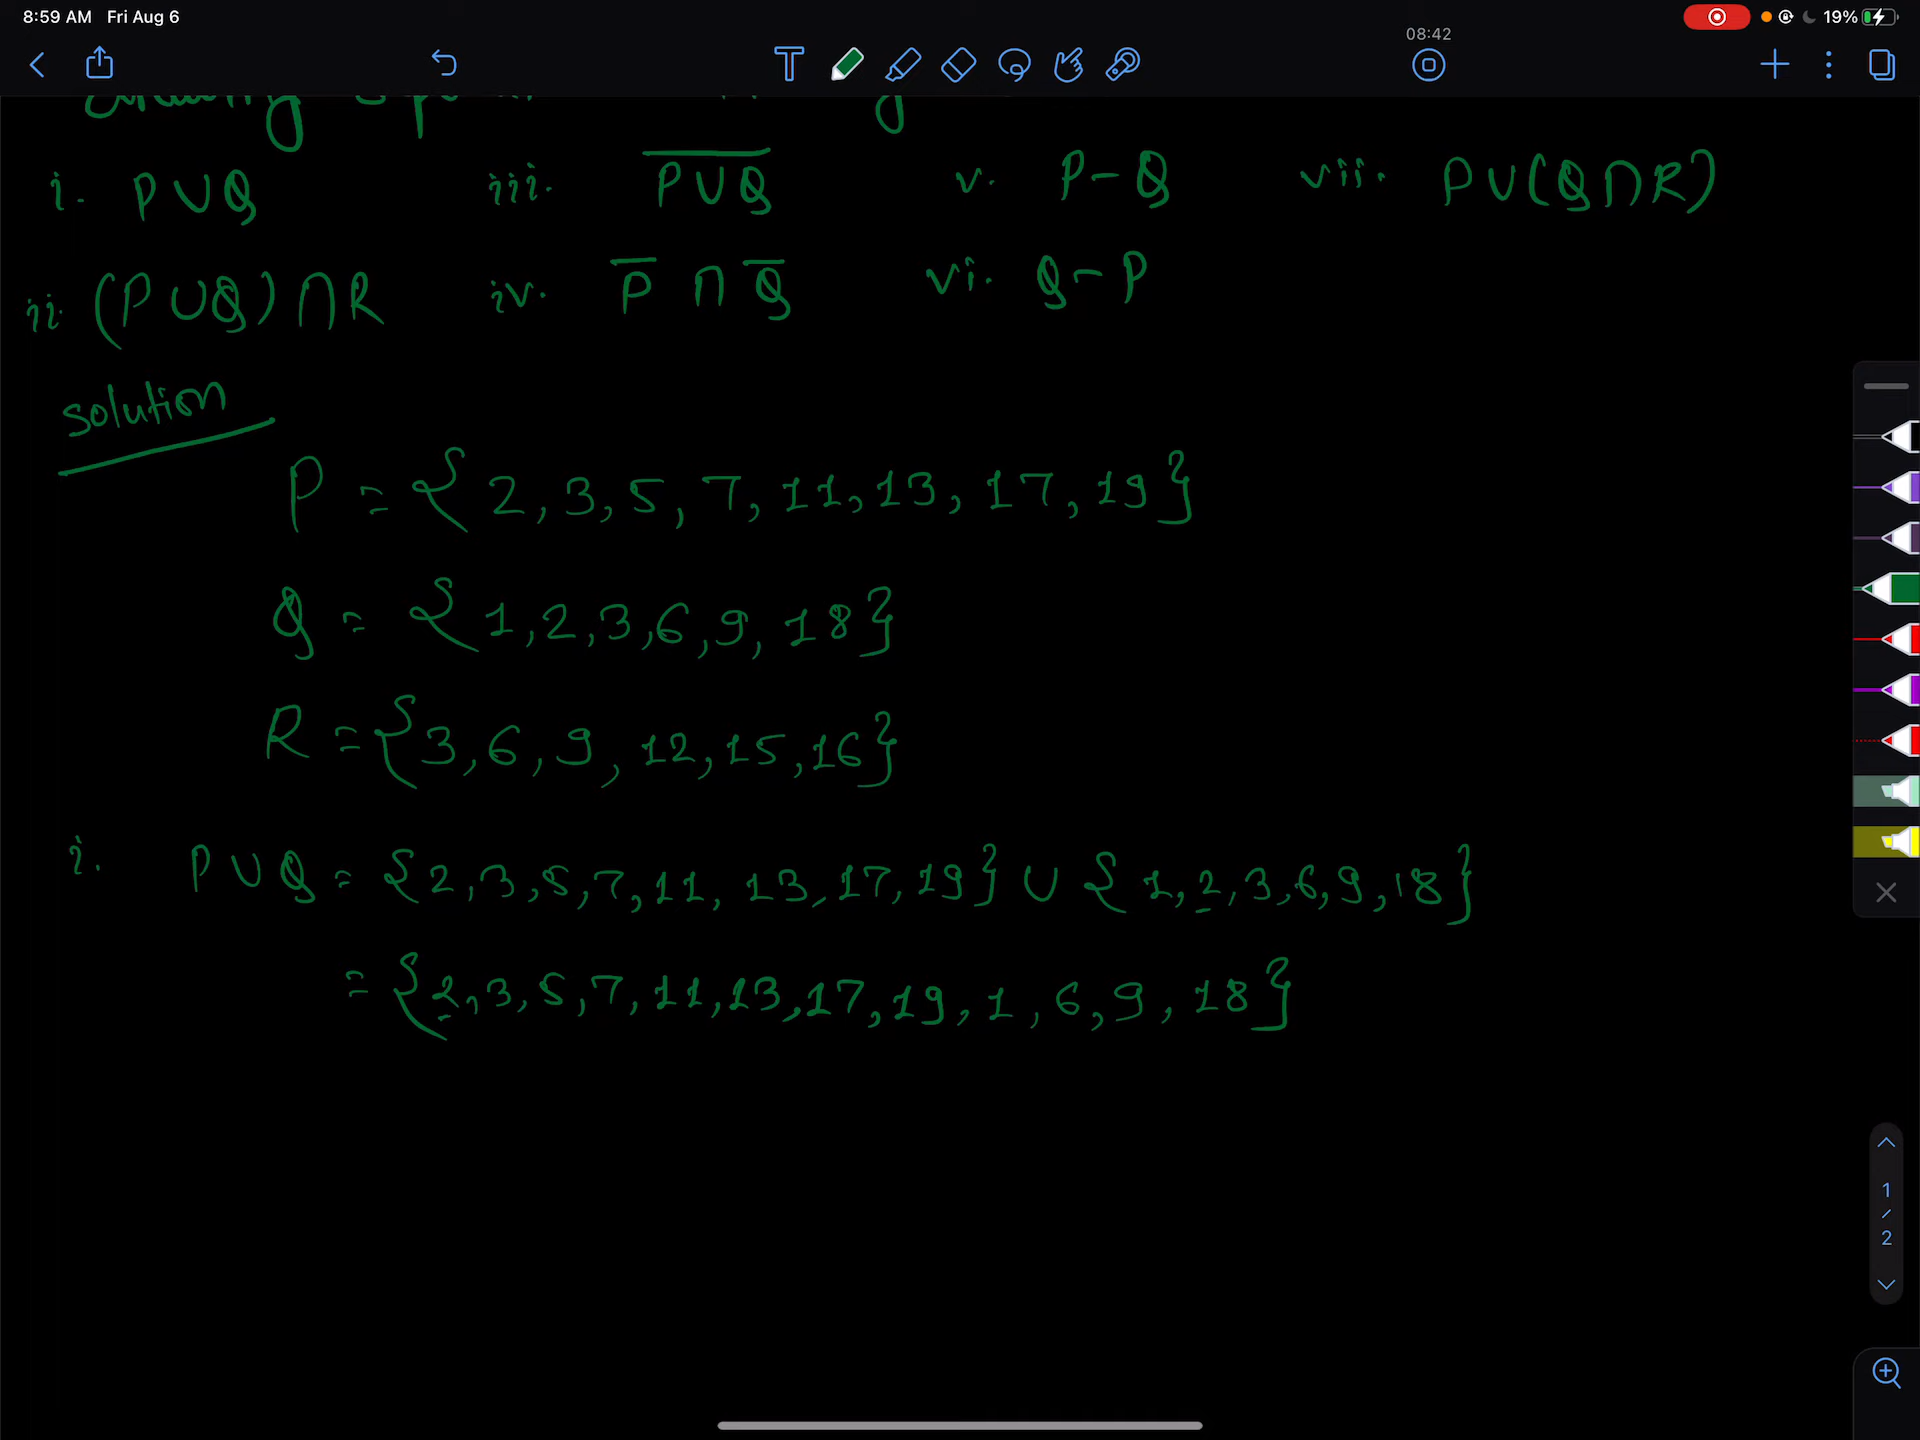 8:59 AM Fri Aug 6
19%
08:42
i. P∪Q iii. \overline{P∪Q} v. P-Q vii. P∪(Q∩R)
ii. (P∪Q)∩R iv. \overline{P} ∩ \overline{Q} vi. Q-P
solution
P = {2, 3, 5, 7, 11, 13, 17, 19}
Q = {1, 2, 3, 6, 9, 18}
R = {3, 6, 9, 12, 15, 16}
i. P∪Q = {2, 3, 5, 7, 11, 13, 17, 19} ∪ {1, 2, 3, 6, 9, 18}
= {2, 3, 5, 7, 11, 13, 17, 19, 1, 6, 9, 18}
1
/
2